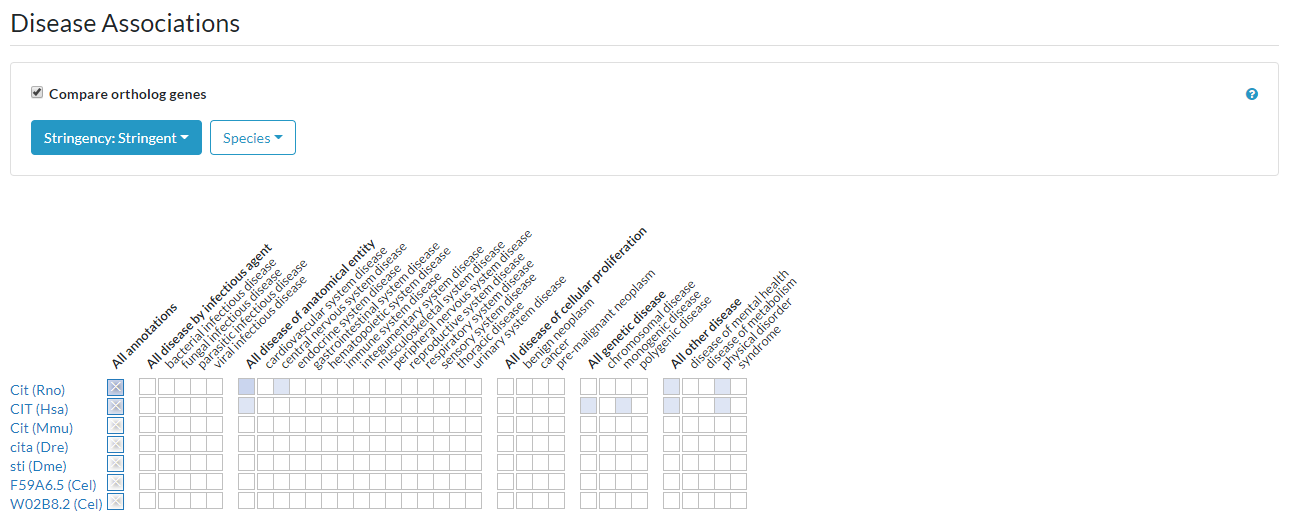 Disease Associations
Compare ortholog genes
Stringency: Stringent
Species
All annotations
All disease by infectious agent
bacterial infectious disease
fungal infectious disease
parasitic infectious disease
viral infectious disease
All disease of anatomical entity
cardiovascular system disease
central nervous system disease
endocrine system disease
gastrointestinal system disease
hematopoietic system disease
immune system disease
integumentary system disease
musculoskeletal system disease
peripheral nervous system disease
reproductive system disease
respiratory system disease
sensory system disease
thoracic disease
urinary system disease
All disease of cellular proliferation
benign neoplasm
cancer
pre-malignant neoplasm
All genetic disease
chromosomal disease
monogenic disease
polygenic disease
All other disease
disease of mental health
disease of metabolism
physical disorder
syndrome
Cit (Rno)
CIT (Hsa)
Cit (Mmu)
cita (Dre)
sti (Dme)
F59A6.5 (Cel)
W02B8.2 (Cel)